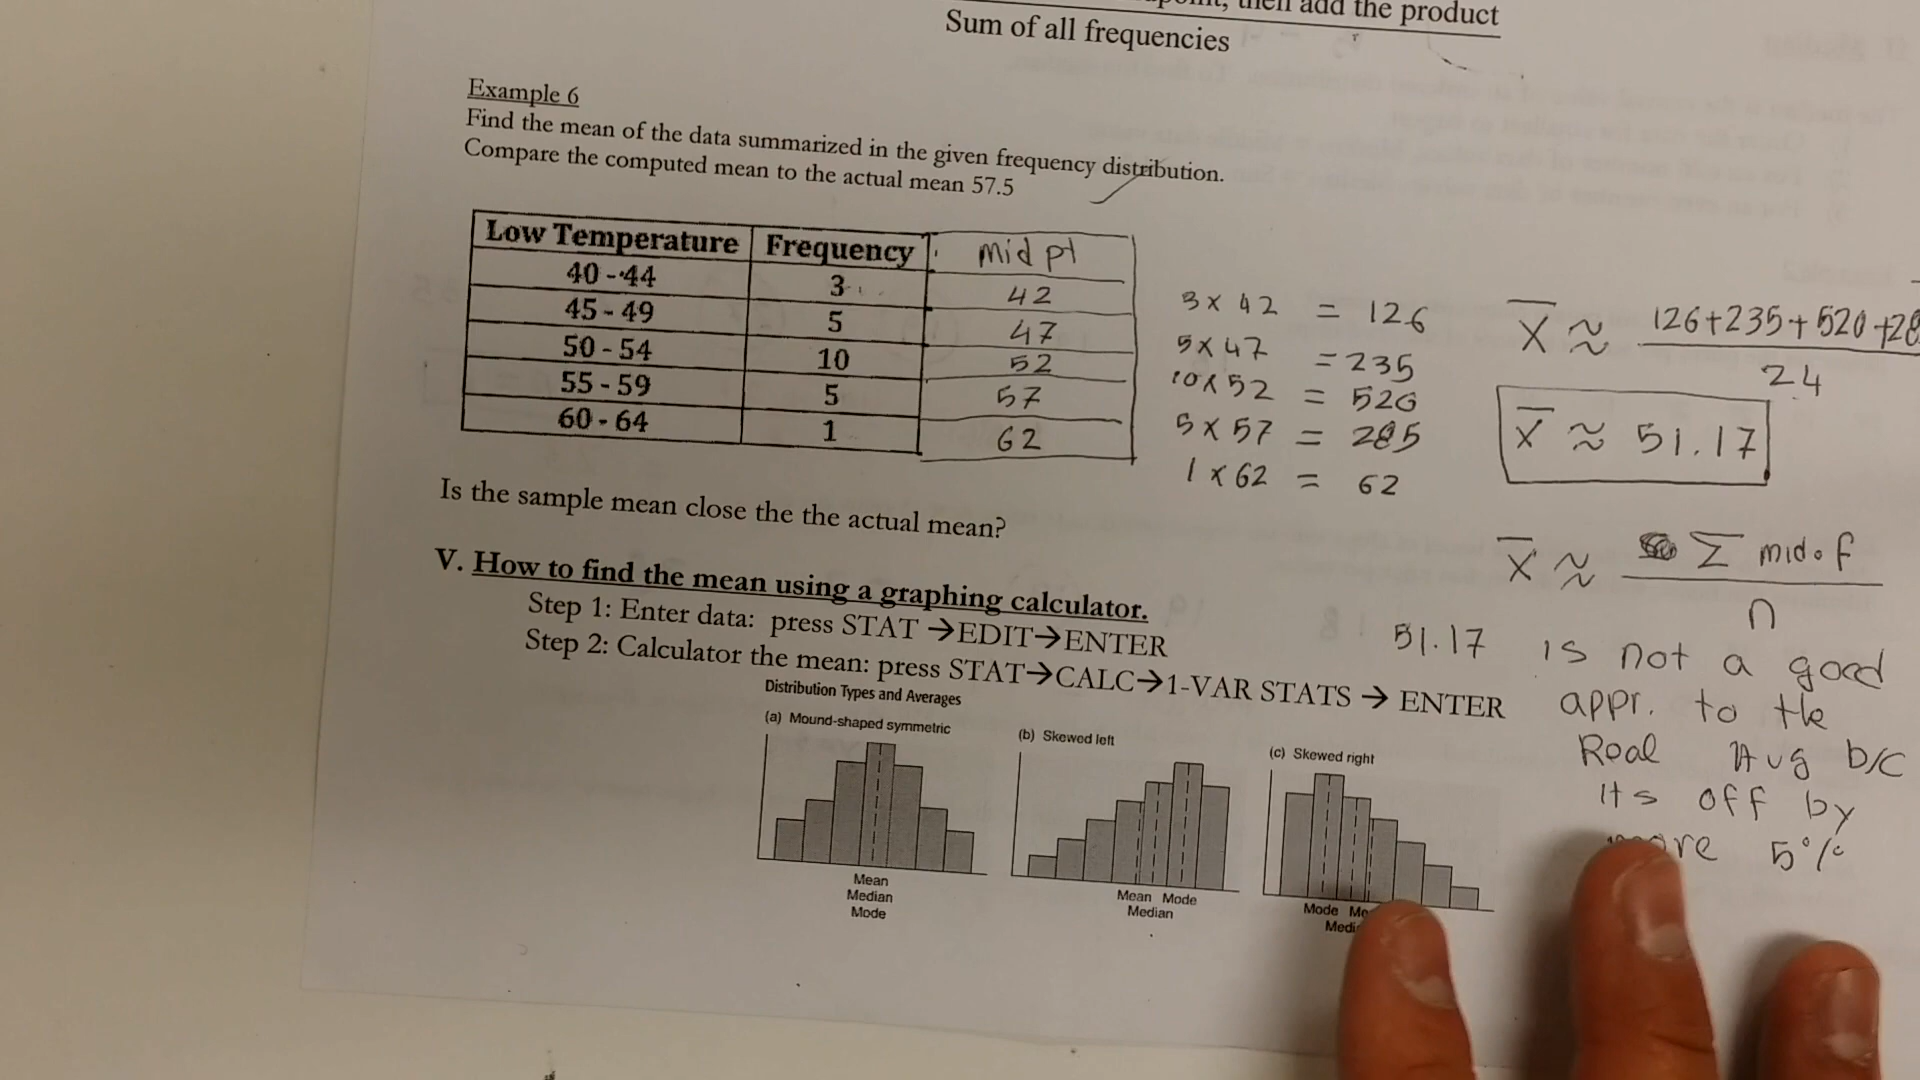 then add the product
Sum of all frequencies
Example 6
Find the mean of the data summarized in the given frequency distribution.
Compare the computed mean to the actual mean 57.5
Low Temperature Frequency mid pt
40 - 44 3 42
45 - 49 5 47
50 - 54 10 52
55 - 59 5 57
60 - 64 1 62
3 x 42 = 126
5 x 47 = 235
10 x 52 = 520
5 x 57 = 285
1 x 62 = 62
X ≈ 126+235+520+28
24
X ≈ 51.17
Is the sample mean close the the actual mean?
X ≈ Σ mid•f
n
V. How to find the mean using a graphing calculator.
Step 1: Enter data: press STAT →EDIT→ENTER
Step 2: Calculator the mean: press STAT→CALC→1-VAR STATS → ENTER
51.17 is not a good
appr. to the
Real Avg b/c
Its off by
more 5%
Distribution Types and Averages
(a) Mound-shaped symmetric
Mean
Median
Mode
(b) Skewed left
Mean Mode
Median
(c) Skewed right
Mode Me
Medi